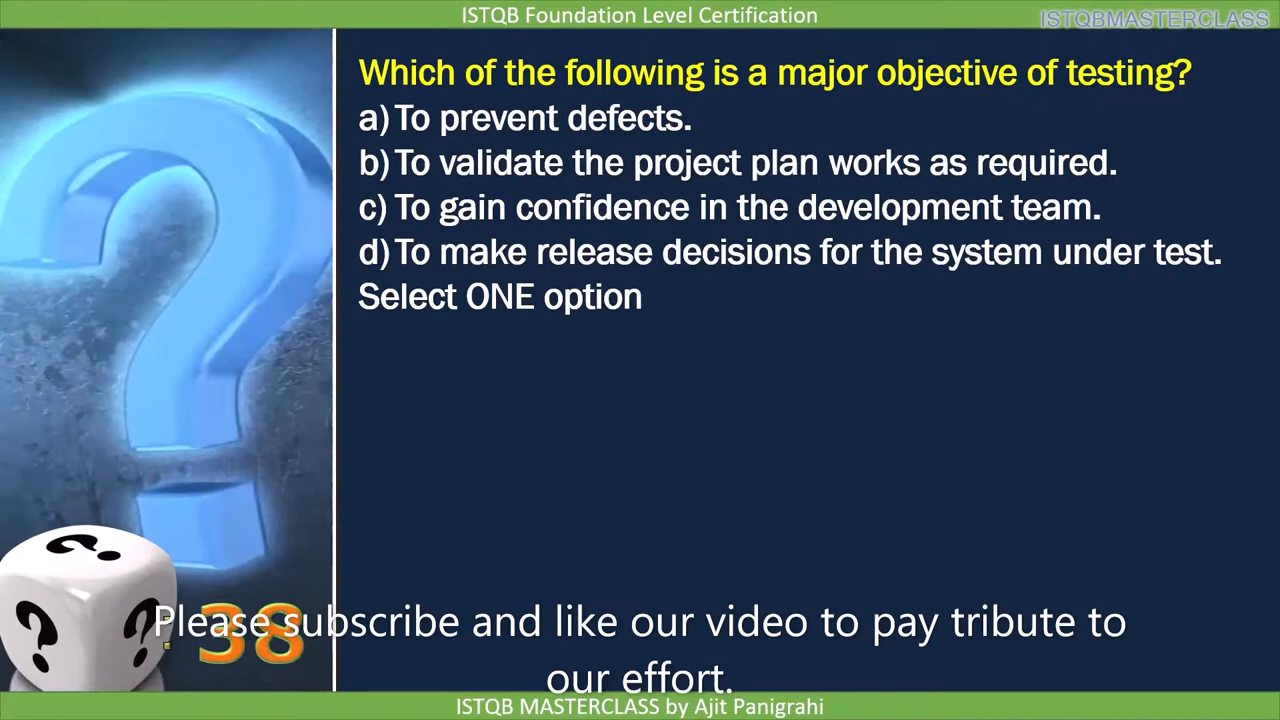 ISTQB Foundation Level Certification
ISTQBMASTERCLASS
Which of the following is a major objective of testing?
a) To prevent defects.
b) To validate the project plan works as required.
c) To gain confidence in the development team.
d) To make release decisions for the system under test.
Select ONE option
38
Please subscribe and like our video to pay tribute to
our effort.
ISTQB MASTERCLASS by Ajit Panigrahi